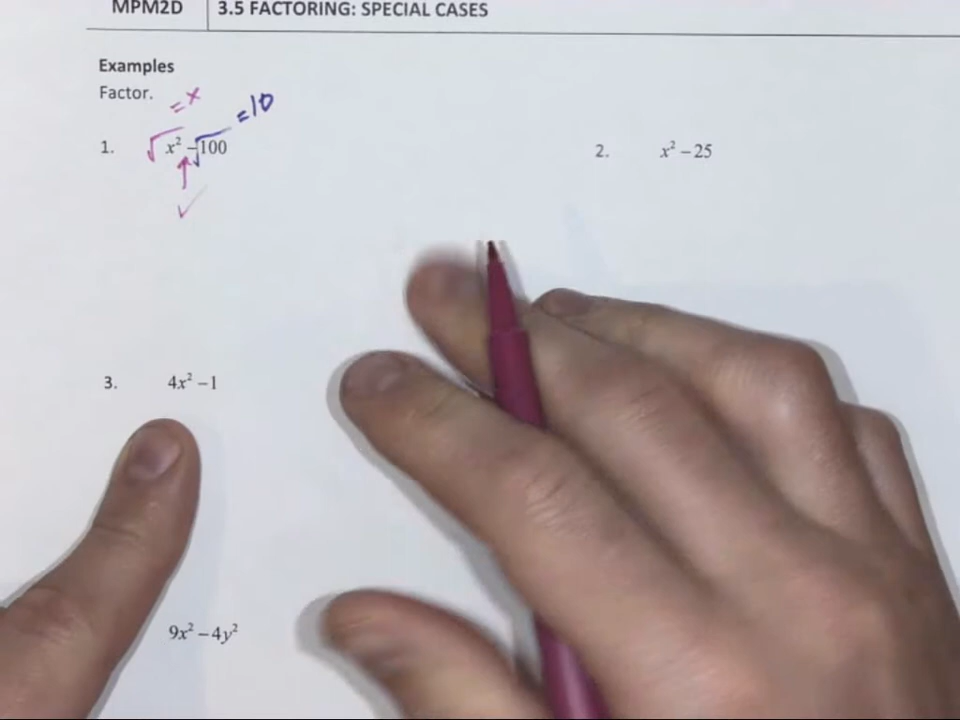 MPM2D 3.5 FACTORING: SPECIAL CASES
Examples
Factor.
= x = 10
1. √x² − √100 2. x² − 25
↑
✓
3. 4x² − 1
9x² − 4y²